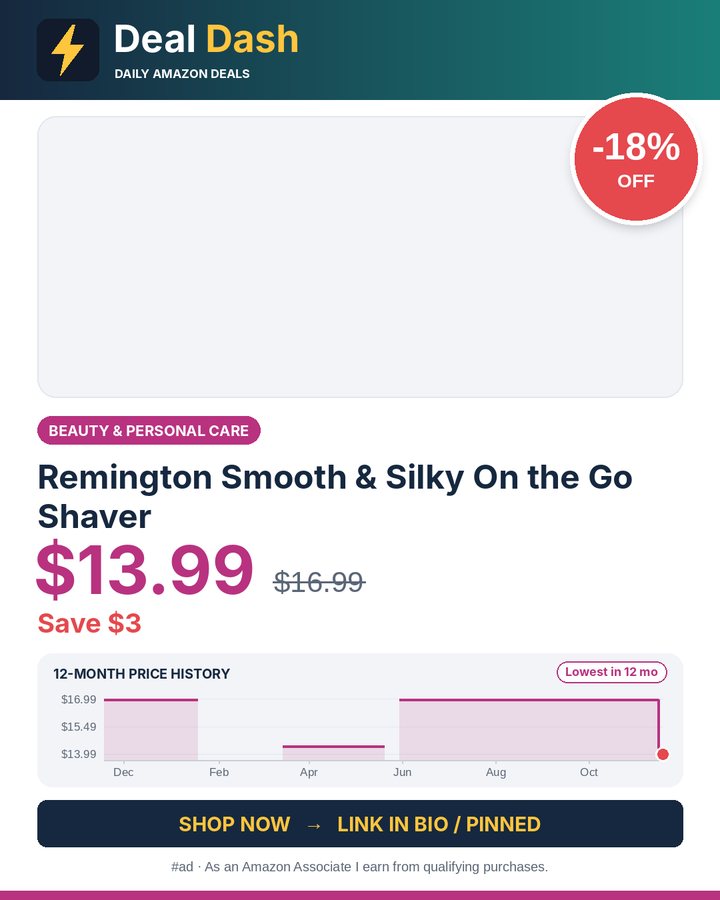 Deal Dash
DAILY AMAZON DEALS
-18%
OFF
BEAUTY & PERSONAL CARE
Remington Smooth & Silky On the Go
Shaver
$13.99 $16.99
Save $3
12-MONTH PRICE HISTORY
Lowest in 12 mo
$16.99
$15.49
$13.99
Dec Feb Apr Jun Aug Oct
SHOP NOW → LINK IN BIO / PINNED
#ad · As an Amazon Associate I earn from qualifying purchases.